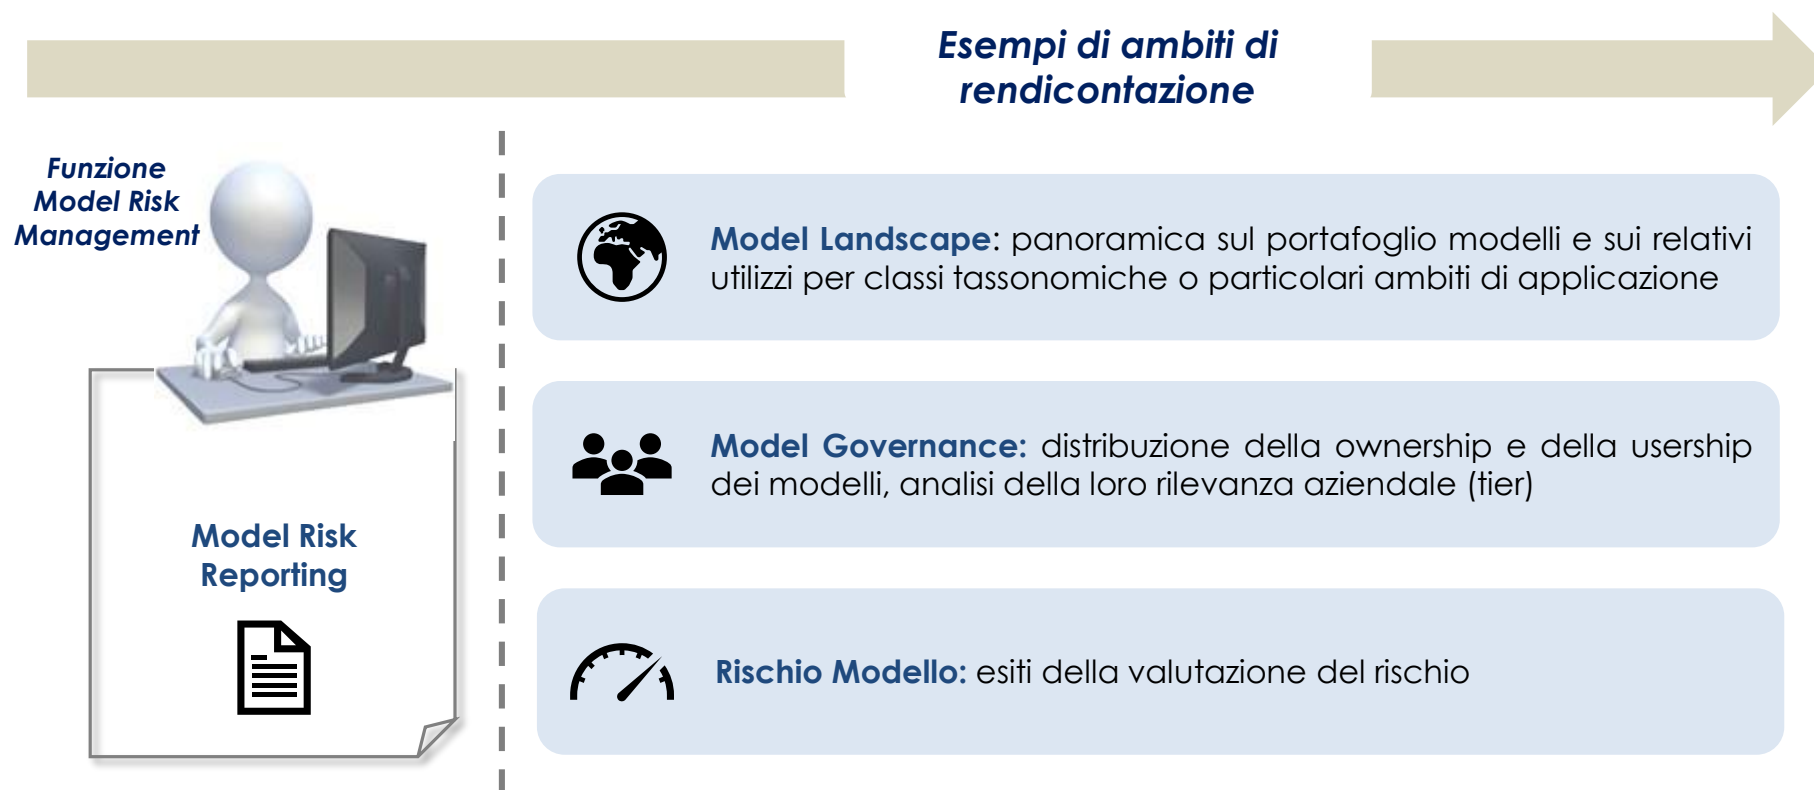 Esempi di ambiti di
rendicontazione
Funzione
Model Risk
Management
Model Risk
Reporting
Model Landscape: panoramica sul portafoglio modelli e sui relativi
utilizzi per classi tassonomiche o particolari ambiti di applicazione
Model Governance: distribuzione della ownership e della usership
dei modelli, analisi della loro rilevanza aziendale (tier)
Rischio Modello: esiti della valutazione del rischio